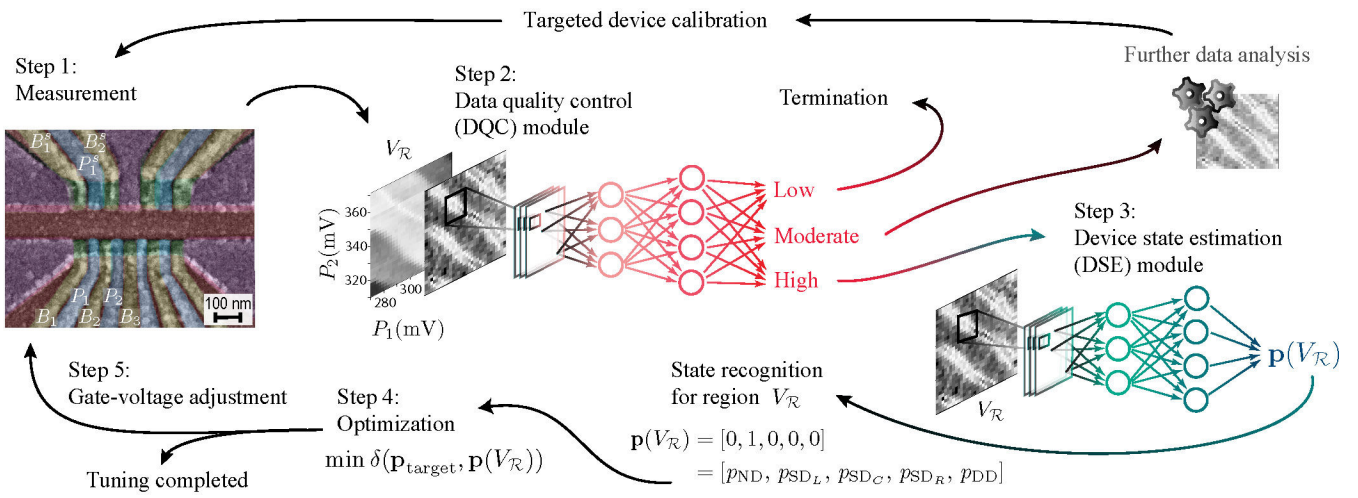 Targeted device calibration
Step 1:
Measurement
Step 2:
Data quality control
(DQC) module
Termination
Further data analysis
B₁ˢ
B₂ˢ
P₁ˢ
P₁
P₂
B₁
B₂
B₃
100 nm
V_ℛ
360
340
320
P₂(mV)
280
300
P₁(mV)
Low
Moderate
High
Step 3:
Device state estimation
(DSE) module
V_ℛ
𝐩(V_ℛ)
State recognition
for region V_ℛ
𝐩(V_ℛ) = [0, 1, 0, 0, 0]
= [p_ND, p_SD_L, p_SD_C, p_SD_R, p_DD]
Step 4:
Optimization
min δ(𝐩_target, 𝐩(V_ℛ))
Step 5:
Gate-voltage adjustment
Tuning completed